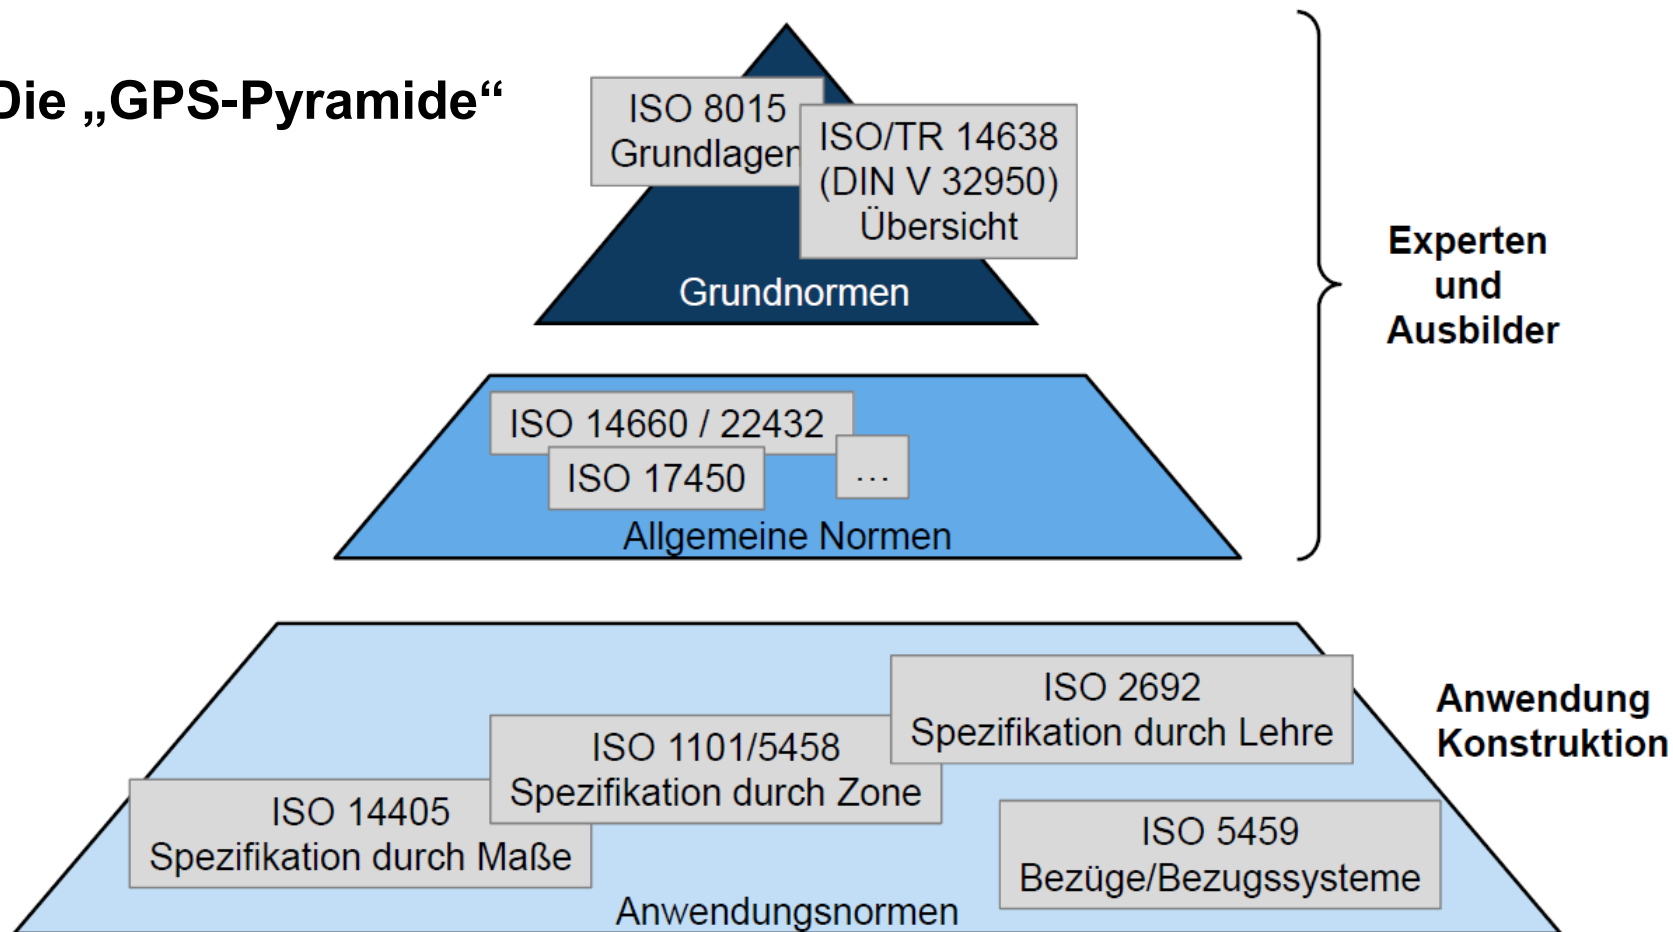 Die „GPS-Pyramide“
ISO 8015
Grundlagen
ISO/TR 14638
(DIN V 32950)
Übersicht
Grundnormen
Experten
und
Ausbilder
ISO 14660 / 22432
ISO 17450
...
Allgemeine Normen
ISO 2692
Spezifikation durch Lehre
ISO 1101/5458
Spezifikation durch Zone
ISO 14405
Spezifikation durch Maße
ISO 5459
Bezüge/Bezugssysteme
Anwendungsnormen
Anwendung
Konstruktion